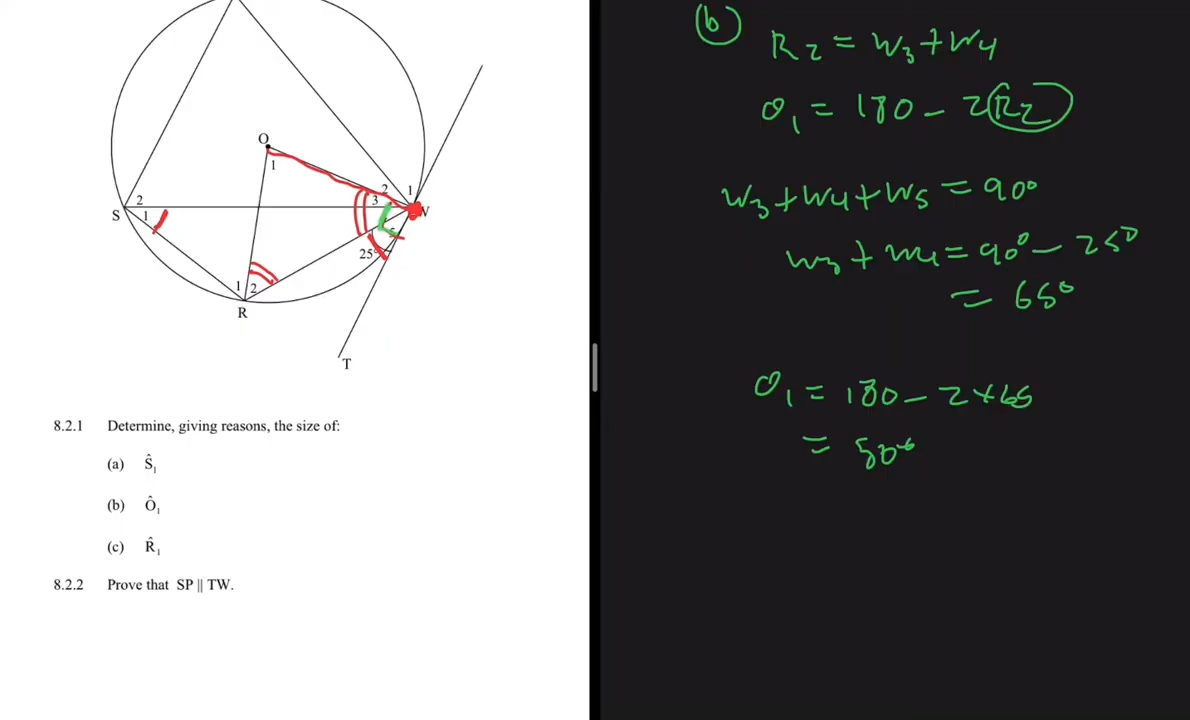 O
1
2
1
3
W
2
S
1
25°
1
2
R
T
8.2.1 Determine, giving reasons, the size of:
(a) Ŝ₁
(b) Ô₁
(c) R̂₁
8.2.2 Prove that SP || TW.
(b)
R₂ = W₃ + W₄
O₁ = 180 - 2(R₂)
W₃ + W₄ + W₅ = 90°
W₃ + W₄ = 90° - 25°
= 65°
O₁ = 180 - 2×65
= 50°